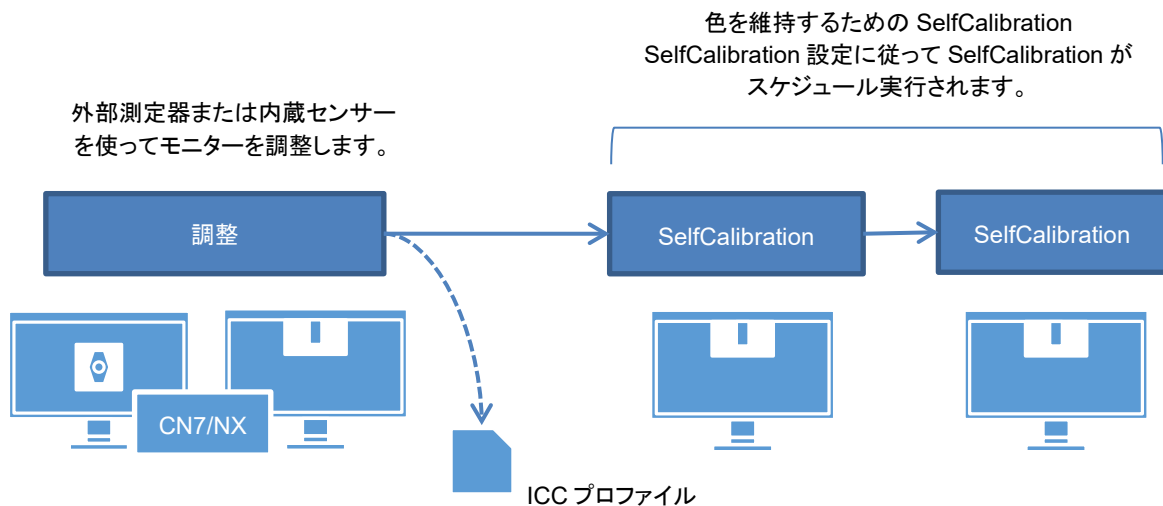 色を維持するための SelfCalibration
SelfCalibration 設定に従って SelfCalibration が
スケジュール実行されます。
外部測定器または内蔵センサー
を使ってモニターを調整します。
調整
SelfCalibration
SelfCalibration
CN7/NX
ICC プロファイル